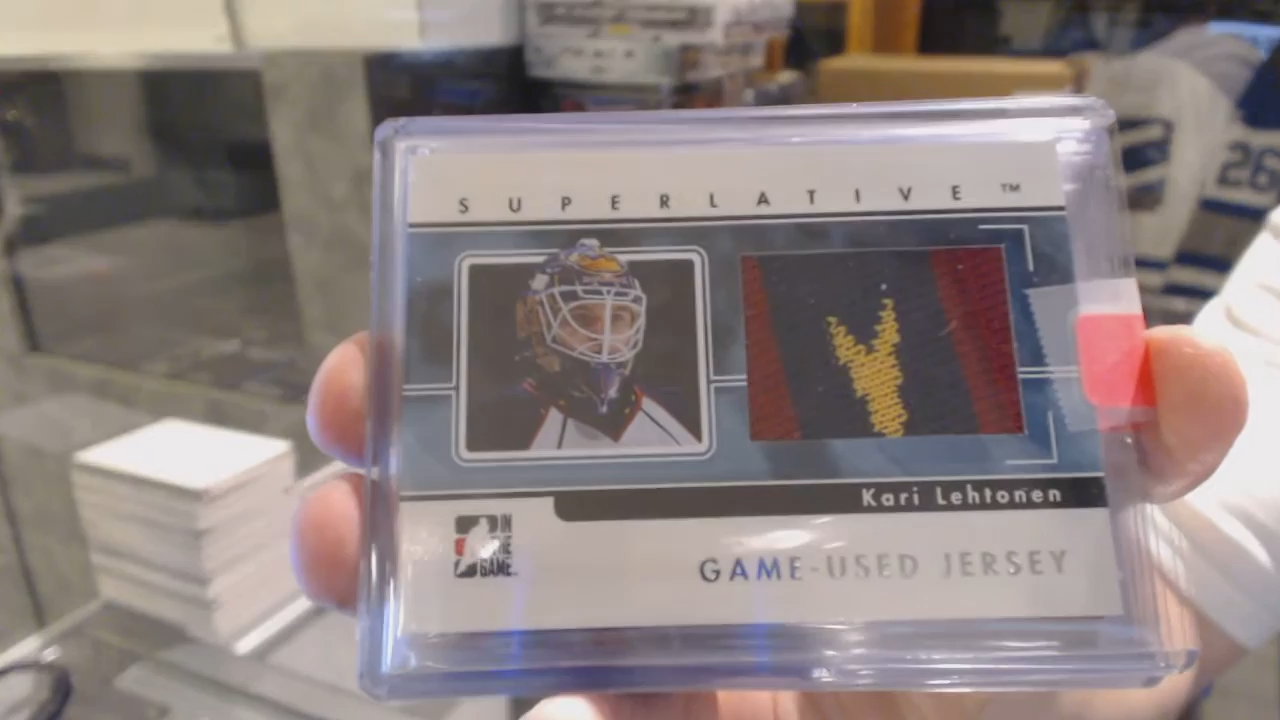 SUPERLATIVE™
Kari Lehtonen
IN THE GAME
GAME-USED JERSEY
26